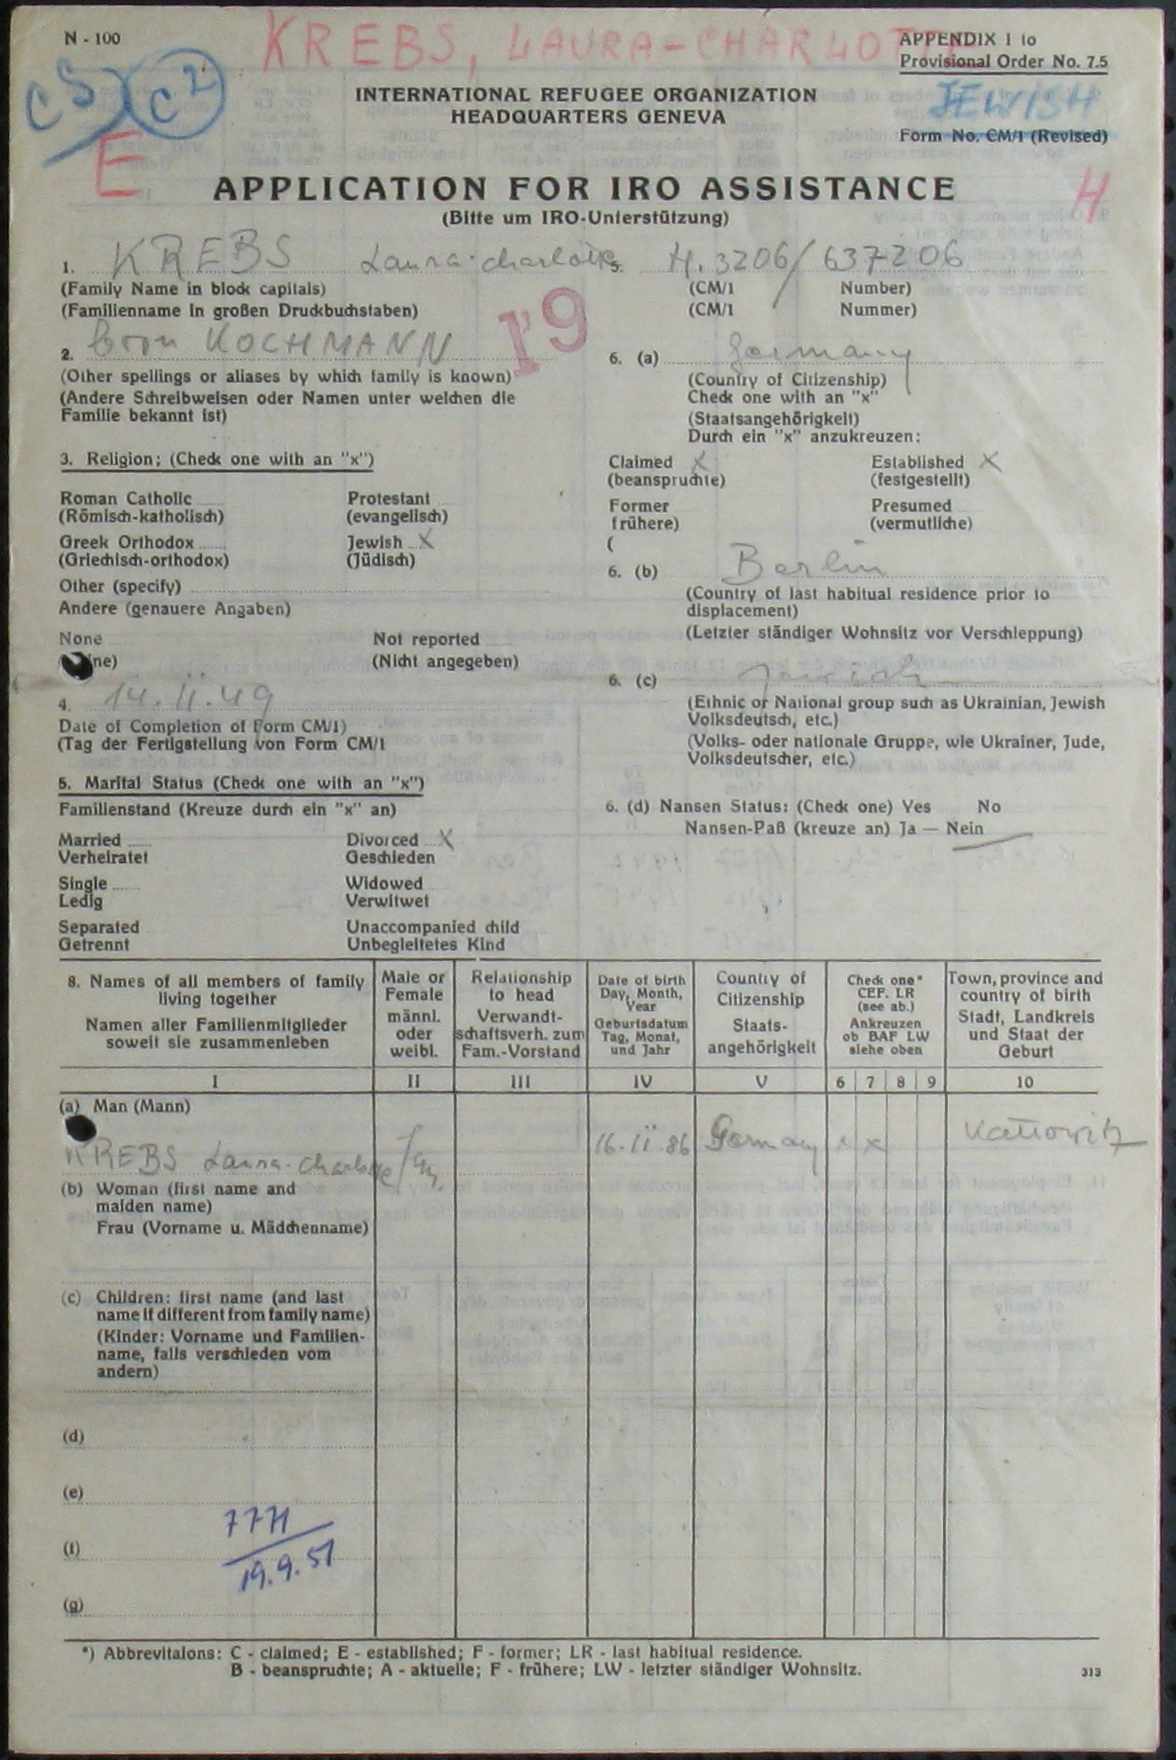 N - 100
KREBS, LAURA-CHARLOTTE
APPENDIX I to
Provisional Order No. 7.5
C5
C2
E
INTERNATIONAL REFUGEE ORGANIZATION
HEADQUARTERS GENEVA
JEWISH
Form No. CM/1 (Revised)
APPLICATION FOR IRO ASSISTANCE
H
(Bitte um IRO-Unterstützung)
1. KREBS Laura-Charlotte
(Family Name in block capitals)
(Familienname in großen Druckbuchstaben)
5. H.3206/637206
(CM/1 Number)
(CM/1 Nummer)
2. born KOCHMANN
(Other spellings or aliases by which family is known)
(Andere Schreibweisen oder Namen unter welchen die
Familie bekannt ist)
6. (a) Germany
(Country of Citizenship)
Check one with an "x"
(Staatsangehörigkeit)
Durch ein "x" anzukreuzen:
3. Religion; (Check one with an "x")
Claimed x Established x
(beanspruchte) (festgestellt)
Roman Catholic Protestant
(Römisch-katholisch) (evangelisch)
Former Presumed
frühere) (vermutliche)
(
Greek Orthodox Jewish x
(Griechisch-orthodox) (Jüdisch)
Other (specify)
Andere (genauere Angaben)
6. (b) Berlin
(Country of last habitual residence prior to
displacement)
(Letzter ständiger Wohnsitz vor Verschleppung)
None Not reported
ne) (Nicht angegeben)
6. (c) Jewish
(Ethnic or National group such as Ukrainian, Jewish
Volksdeutsch, etc.)
(Volks- oder nationale Gruppe, wie Ukrainer, Jude,
Volksdeutscher, etc.)
4. 14.II.49
Date of Completion of Form CM/1)
(Tag der Fertigstellung von Form CM/1
5. Marital Status (Check one with an "x")
Familienstand (Kreuze durch ein "x" an)
6. (d) Nansen Status: (Check one) Yes No
Nansen-Paß (kreuze an) Ja — Nein
Married Divorced x
Verheiratet Geschieden
Single Widowed
Ledig Verwitwet
Separated Unaccompanied child
Getrennt Unbegleitetes Kind
8. Names of all members of family
living together
Namen aller Familienmitglieder
soweit sie zusammenleben
Male or
Female
männl.
oder
weibl.
Relationship
to head
Verwandt-
schaftsverh. zum
Fam.-Vorstand
Date of birth
Day, Month,
Year
Geburtsdatum
Tag, Monat,
und Jahr
Country of
Citizenship
Staats-
angehörigkeit
Check one*
CEF. LR
(see ab.)
Ankreuzen
ob BAF LW
siehe oben
Town, province and
country of birth
Stadt, Landkreis
und Staat der
Geburt
I II III IV V 6 7 8 9 10
(a) Man (Mann)
KREBS Laura-Charlotte 16.II.86 Germany x x Kattowitz
(b) Woman (first name and
maiden name)
Frau (Vorname u. Mädchenname)
(c) Children: first name (and last
name if different from family name)
(Kinder: Vorname und Familien-
name, falls verschieden vom
andern)
(d)
(e)
(f)
7771
19.9.51
(g)
*) Abbrevitaions: C - claimed; E - established; F - former; LR - last habitual residence.
B - beanspruchte; A - aktuelle; F - frühere; LW - letzter ständiger Wohnsitz.
313